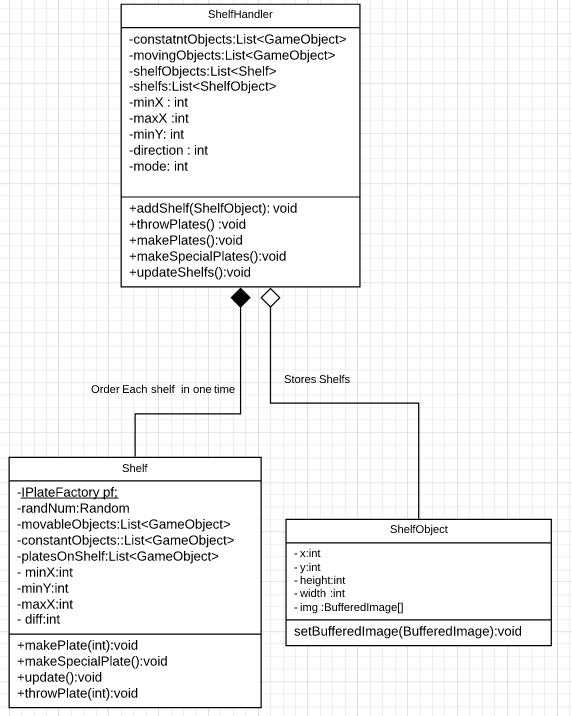 ShelfHandler
-constatntObjects:List<GameObject>
-movingObjects:List<GameObject>
-shelfObjects:List<Shelf>
-shelfs:List<ShelfObject>
-minX : int
-maxX :int
-minY: int
-direction : int
-mode: int
+addShelf(ShelfObject): void
+throwPlates() :void
+makePlates():void
+makeSpecialPlates():void
+updateShelfs():void
Order Each shelf in one time
Stores Shelfs
Shelf
-IPlateFactory pf;
-randNum:Random
-movableObjects:List<GameObject>
-constantObjects::List<GameObject>
-platesOnShelf:List<GameObject>
- minX:int
-minY:int
-maxX:int
- diff:int
+makePlate(int):void
+makeSpecialPlate():void
+update():void
+throwPlate(int):void
ShelfObject
- x:int
- y:int
- height:int
- width :int
- img :BufferedImage[]
setBufferedImage(BufferedImage):void